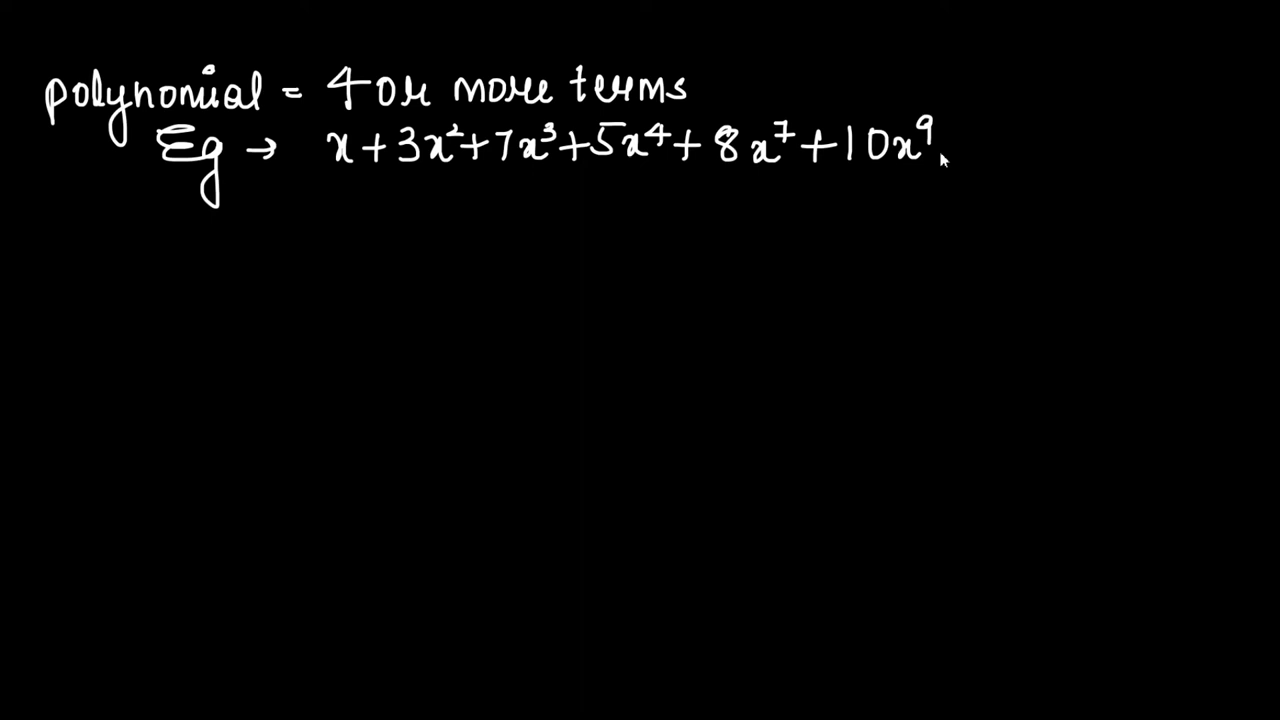 polynomial = 4 or more terms
Eg → x + 3x² + 7x³ + 5x⁴ + 8x⁷ + 10x⁹